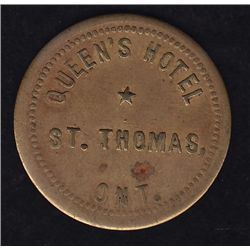 QUEEN'S HOTEL
ST. THOMAS,
ONT.